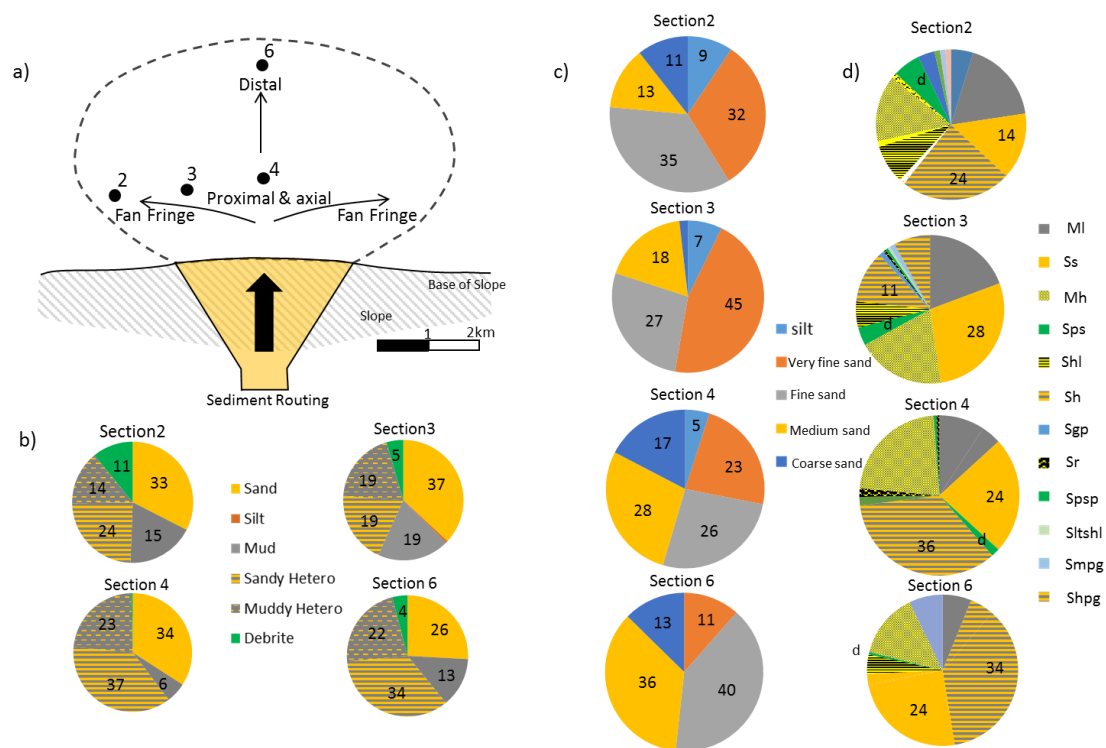 a)
6
Distal
2
3
4
Proximal & axial
Fan Fringe
Fan Fringe
Base of Slope
Slope
1
2km
Sediment Routing
b)
Section2
11
33
14
24
15
Section3
5
37
19
19
19
Sand
Silt
Mud
Sandy Hetero
Muddy Hetero
Debrite
Section 4
23
34
37
6
Section 6
4
26
22
34
13
c)
Section2
11
9
13
32
35
Section 3
7
18
45
27
Section 4
17
5
23
28
26
Section 6
13
11
36
40
silt
Very fine sand
Fine sand
Medium sand
Coarse sand
d)
Section2
d
14
24
Section 3
11
d
28
Section 4
24
d
36
Section 6
d
34
24
Ml
Ss
Mh
Sps
Shl
Sh
Sgp
Sr
Spsp
Sltshl
Smpg
Shpg